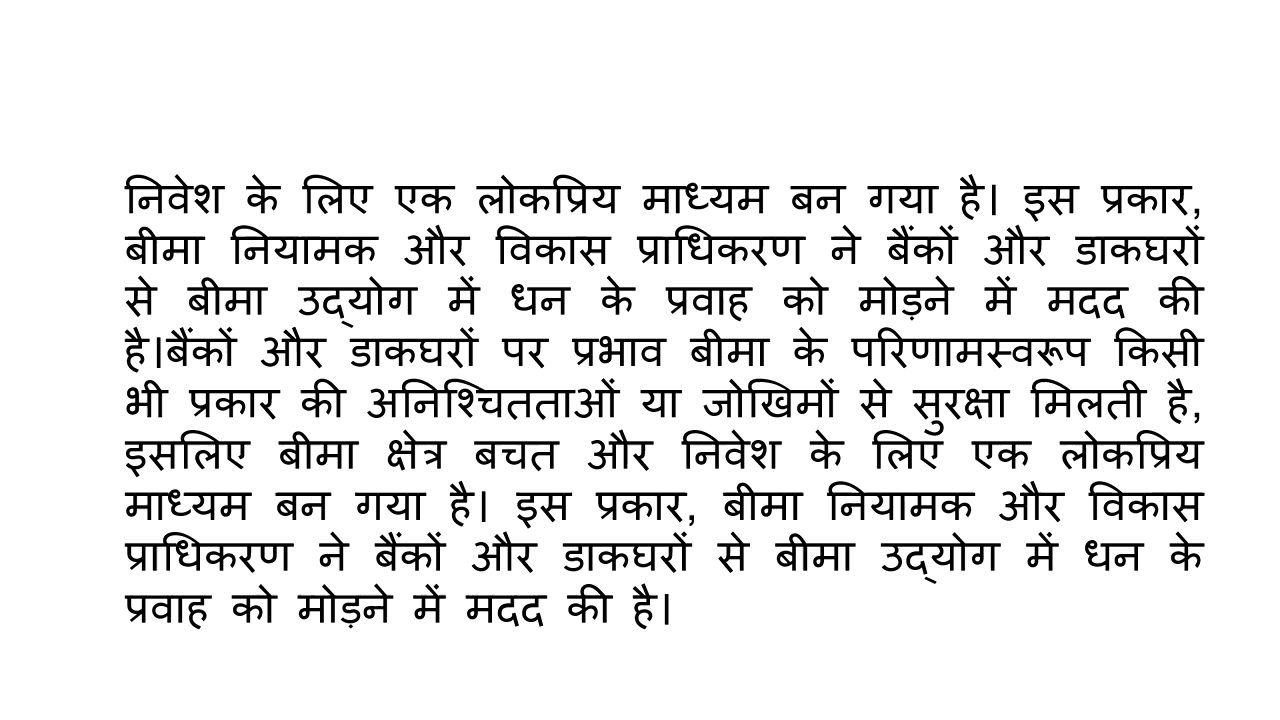 निवेश के लिए एक लोकप्रिय माध्यम बन गया है। इस प्रकार,
बीमा नियामक और विकास प्राधिकरण ने बैंकों और डाकघरों
से बीमा उद्‌योग में धन के प्रवाह को मोड़ने में मदद की
है।बैंकों और डाकघरों पर प्रभाव बीमा के परिणामस्वरूप किसी
भी प्रकार की अनिश्चितताओं या जोखिमों से सुरक्षा मिलती है,
इसलिए बीमा क्षेत्र बचत और निवेश के लिए एक लोकप्रिय
माध्यम बन गया है। इस प्रकार, बीमा नियामक और विकास
प्राधिकरण ने बैंकों और डाकघरों से बीमा उद्‌योग में धन के
प्रवाह को मोड़ने में मदद की है।